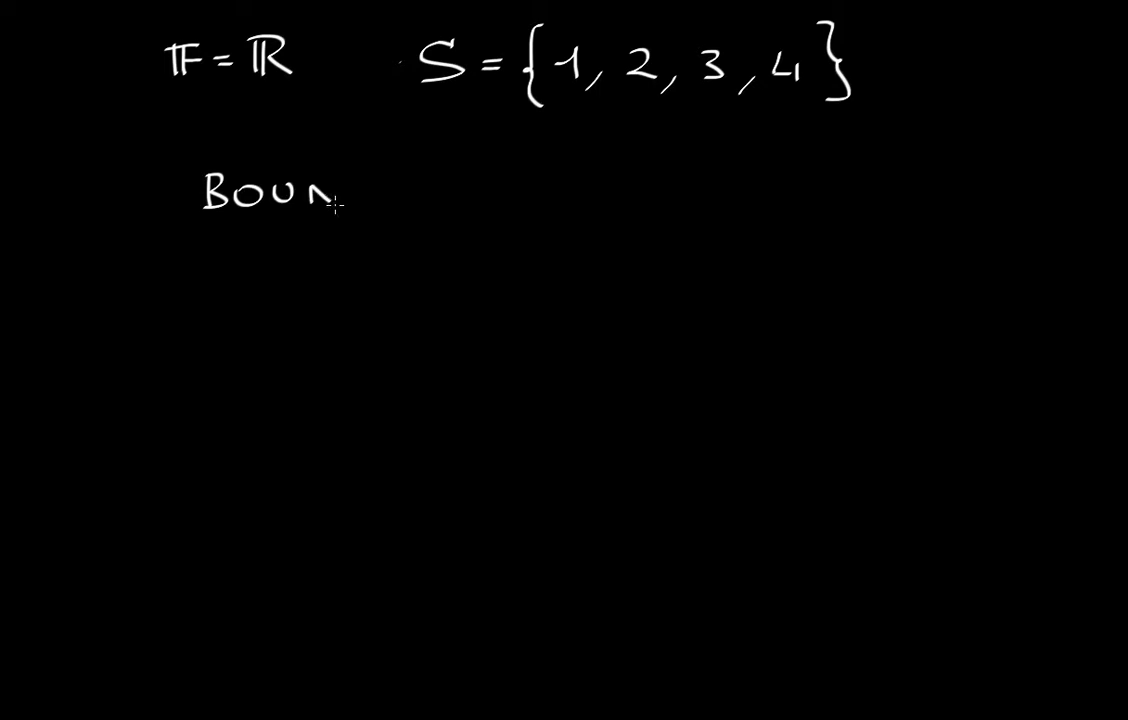 𝔽 = ℝ S = {1, 2, 3, 4}
BOUN